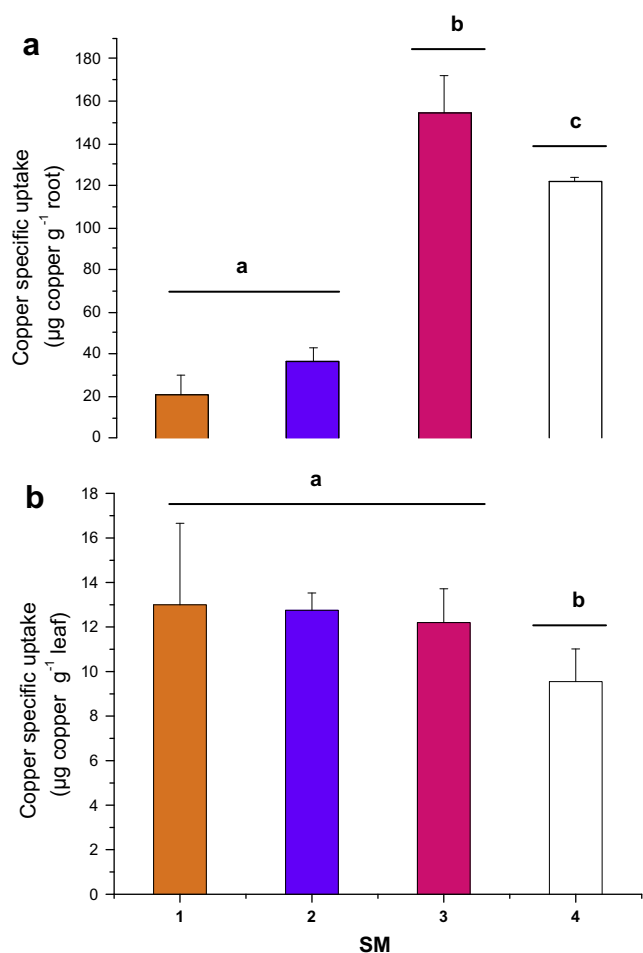 a
Copper specific uptake
(µg copper g⁻¹ root)
180
160
140
120
100
80
60
40
20
0
a
b
c
b
Copper specific uptake
(µg copper g⁻¹ leaf)
18
16
14
12
10
8
6
4
2
0
a
b
1 2 3 4
SM